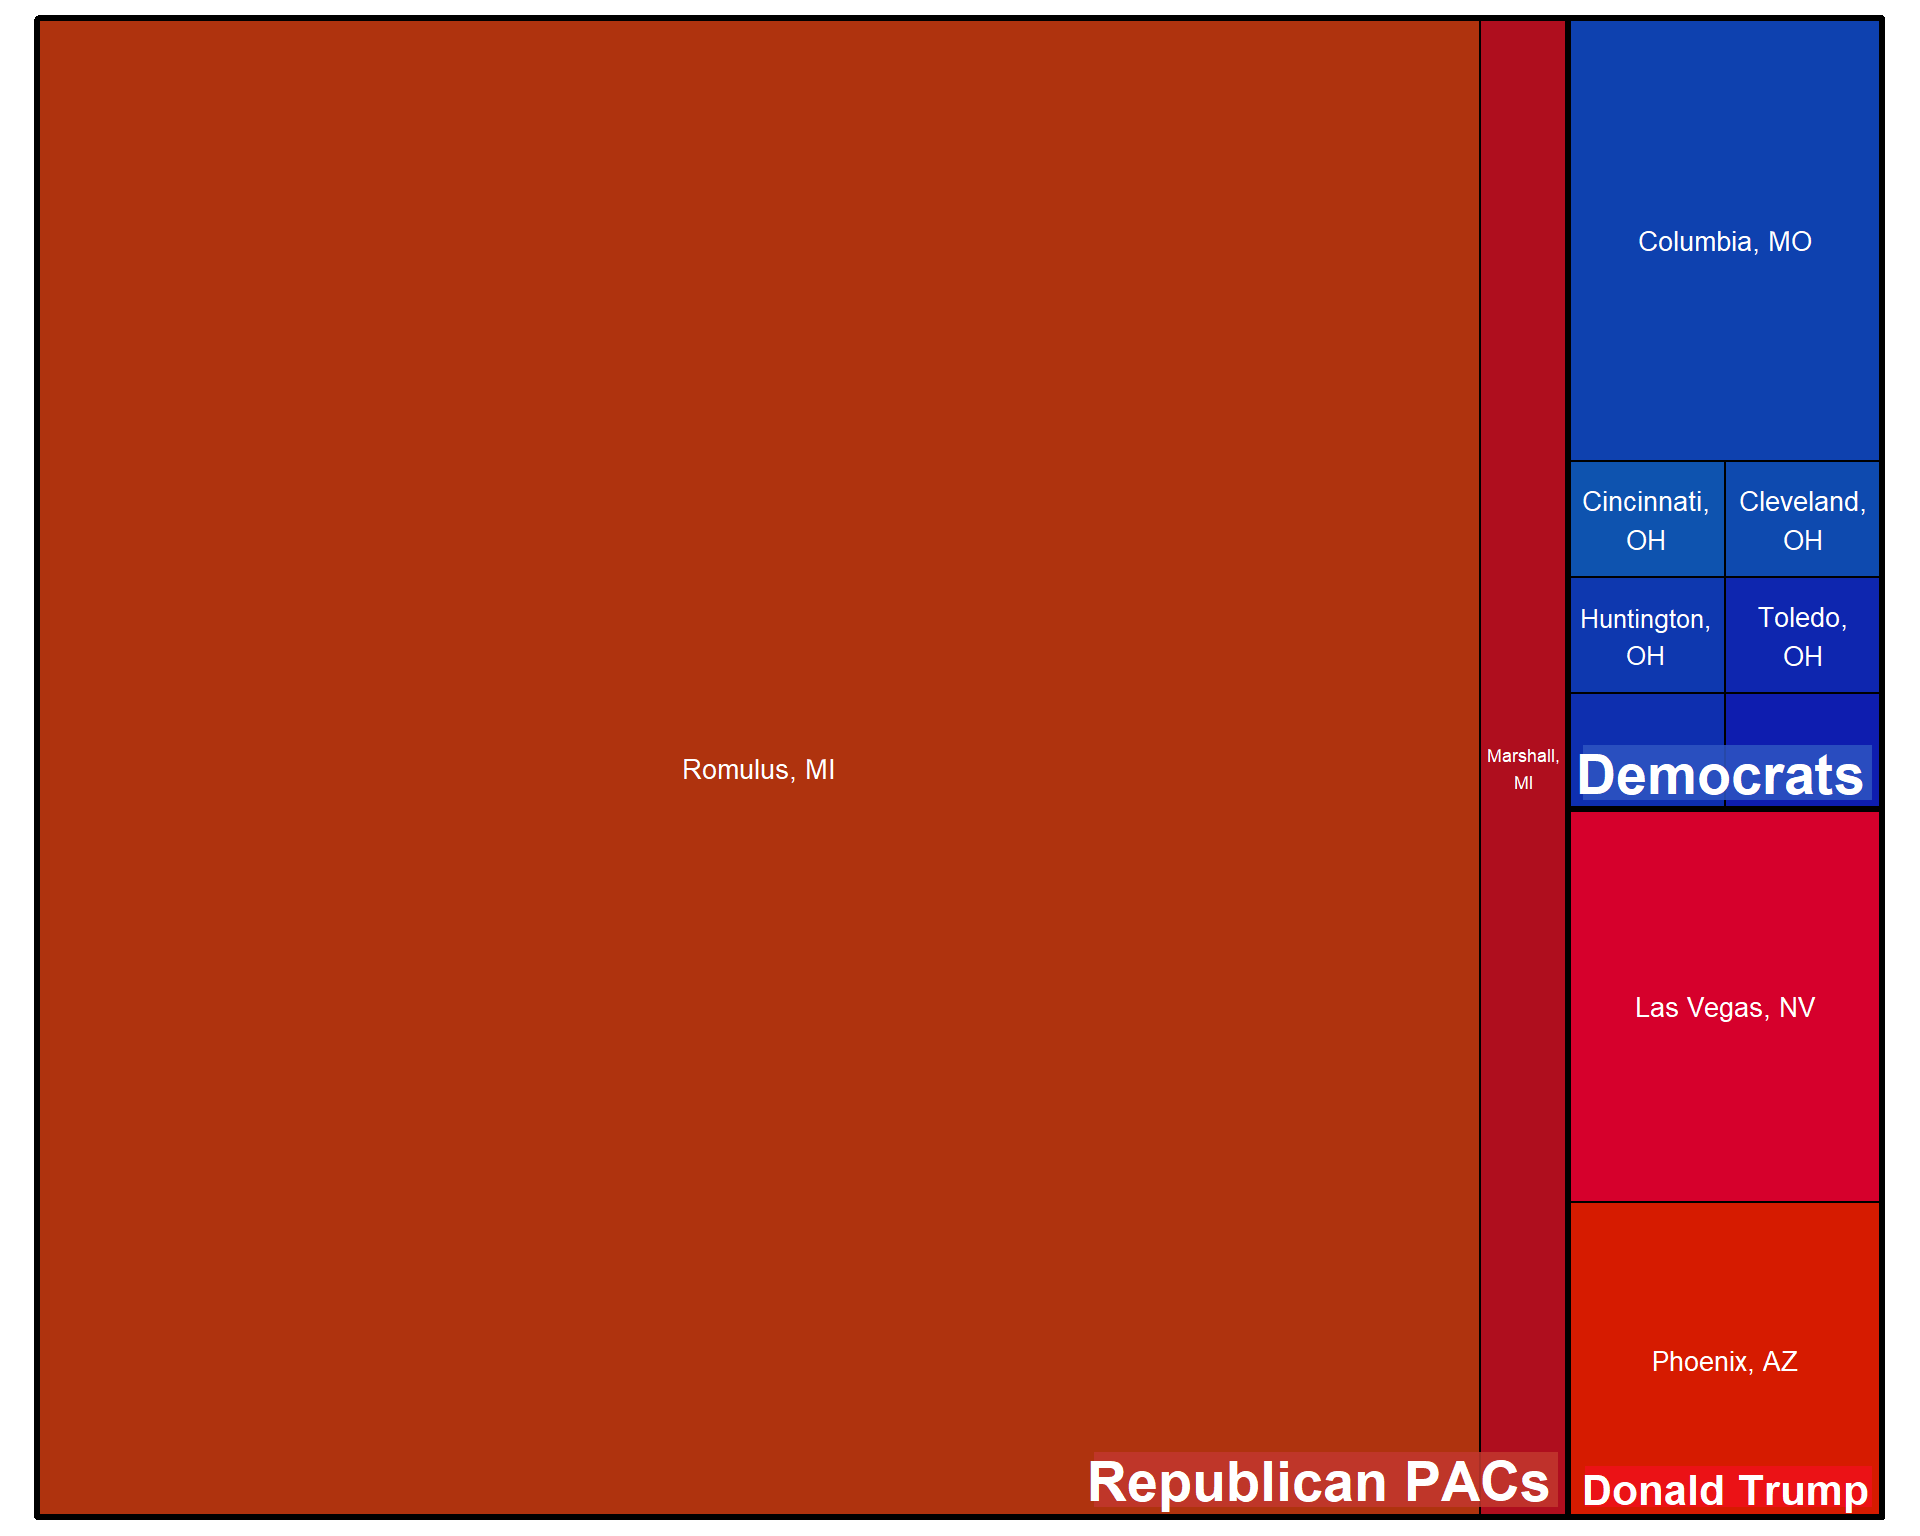 Romulus, MI
Marshall,
MI
Republican PACs
Columbia, MO
Cincinnati,
OH
Cleveland,
OH
Huntington,
OH
Toledo,
OH
Democrats
Las Vegas, NV
Phoenix, AZ
Donald Trump